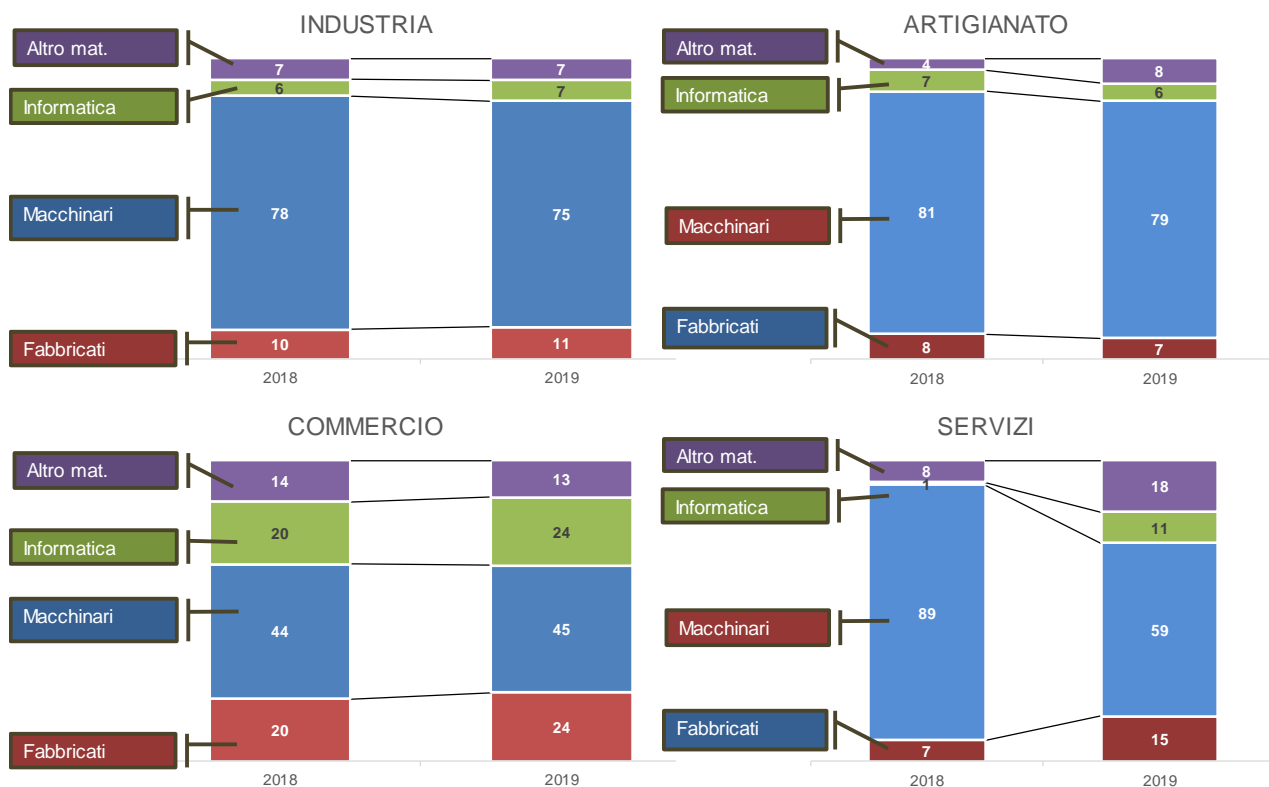 INDUSTRIA
Altro mat.
7
7
Informatica
6
7
Macchinari
78
75
Fabbricati
10
11
2018
2019
ARTIGIANATO
Altro mat.
4
8
Informatica
7
6
Macchinari
81
79
Fabbricati
8
7
2018
2019
COMMERCIO
Altro mat.
14
13
Informatica
20
24
Macchinari
44
45
Fabbricati
20
24
2018
2019
SERVIZI
Altro mat.
8
18
Informatica
1
11
Macchinari
89
59
Fabbricati
7
15
2018
2019